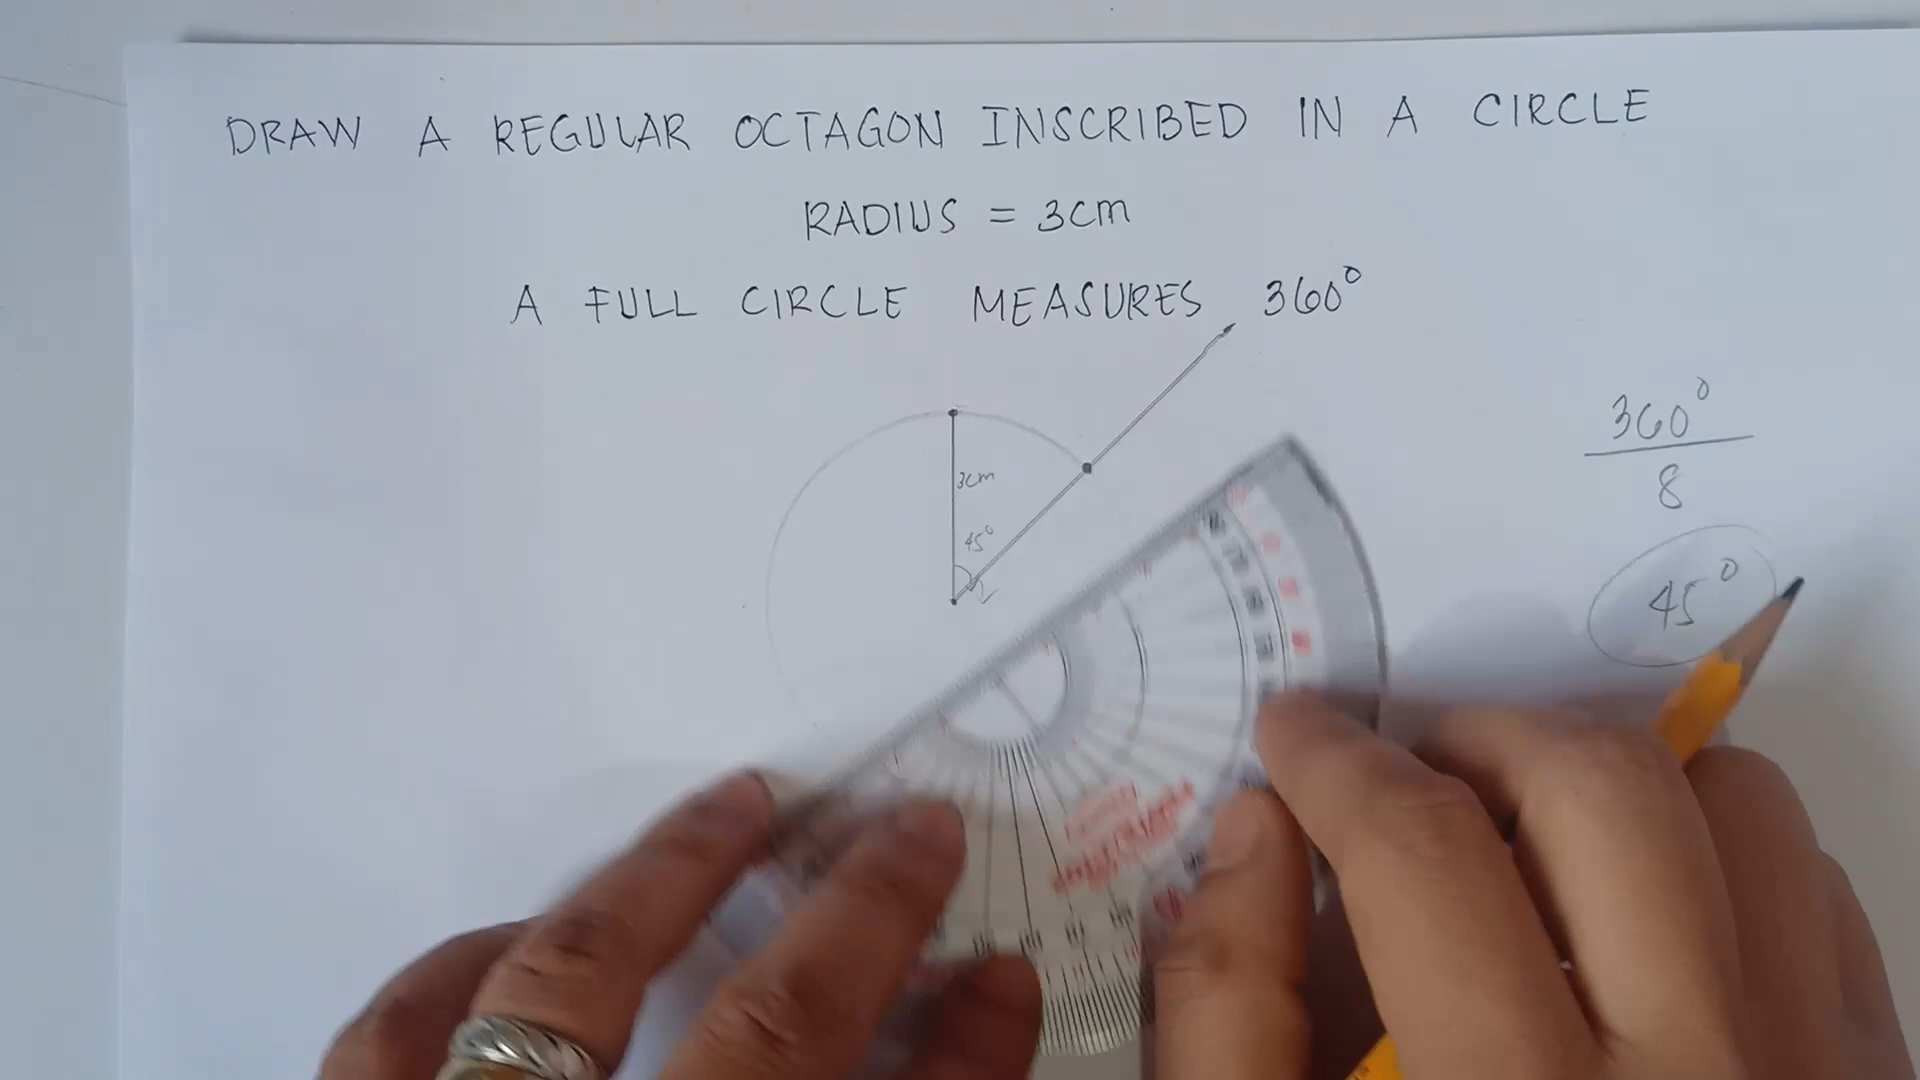 DRAW A REGULAR OCTAGON INSCRIBED IN A CIRCLE
RADIUS = 3cm
A FULL CIRCLE MEASURES 360°
3cm
45°
360°
8
45°